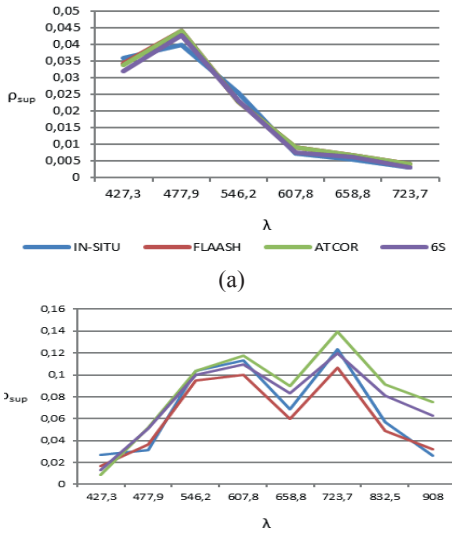 0,05
0,045
0,04
0,035
0,03
0,025
0,02
0,015
0,01
0,005
0
ρsup
427,3 477,9 546,2 607,8 658,8 723,7
λ
IN-SITU FLAASH ATCOR 6S
(a)
0,16
0,14
0,12
0,1
0,08
0,06
0,04
0,02
0
ρsup
427,3 477,9 546,2 607,8 658,8 723,7 832,5 908
λ